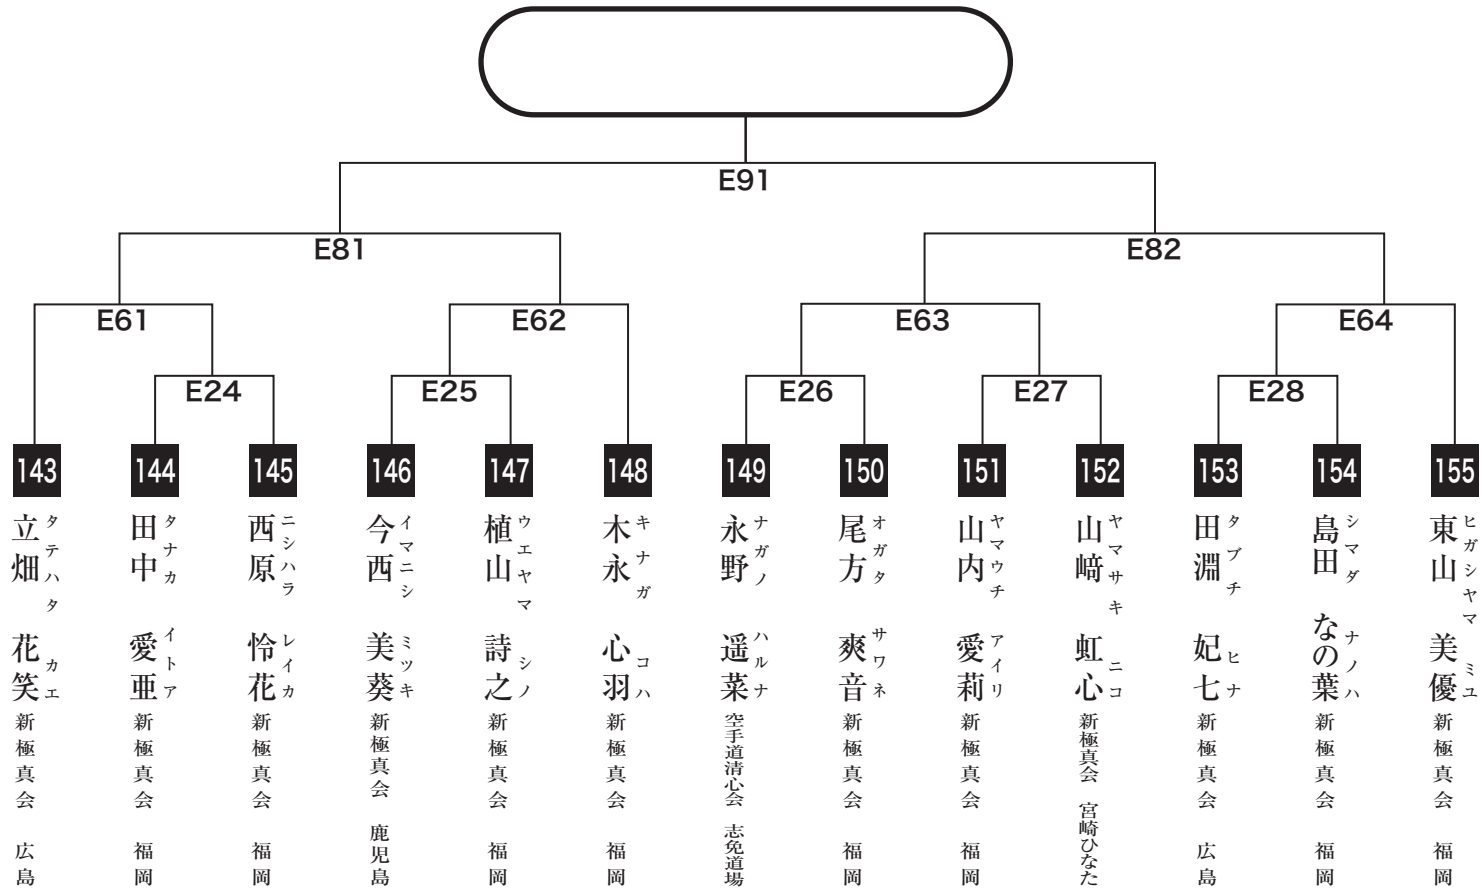 E91
E81
E82
E61
E62
E63
E64
E24
E25
E26
E27
E28
143
立畑 花笑
タテハタ カエ
新極真会 広島
144
田中 愛亜
タナカ イトア
新極真会 福岡
145
西原 怜花
ニシハラ レイカ
新極真会 福岡
146
今西 美葵
イマニシ ミツキ
新極真会 鹿児島
147
植山 詩之
ウエヤマ シノ
新極真会 福岡
148
木永 心羽
キナガ コハ
新極真会 福岡
149
永野 遥菜
ナガノ ハルナ
空手道清心会 志免道場
150
尾方 爽音
オガタ サワネ
新極真会 福岡
151
山内 愛莉
ヤマウチ アイリ
新極真会 福岡
152
山﨑 虹心
ヤマサキ ニコ
新極真会 宮崎ひなた
153
田淵 妃七
タブチ ヒナ
新極真会 広島
154
島田 なの葉
シマダ ナノハ
新極真会 福岡
155
東山 美優
ヒガシヤマ ミユ
新極真会 福岡